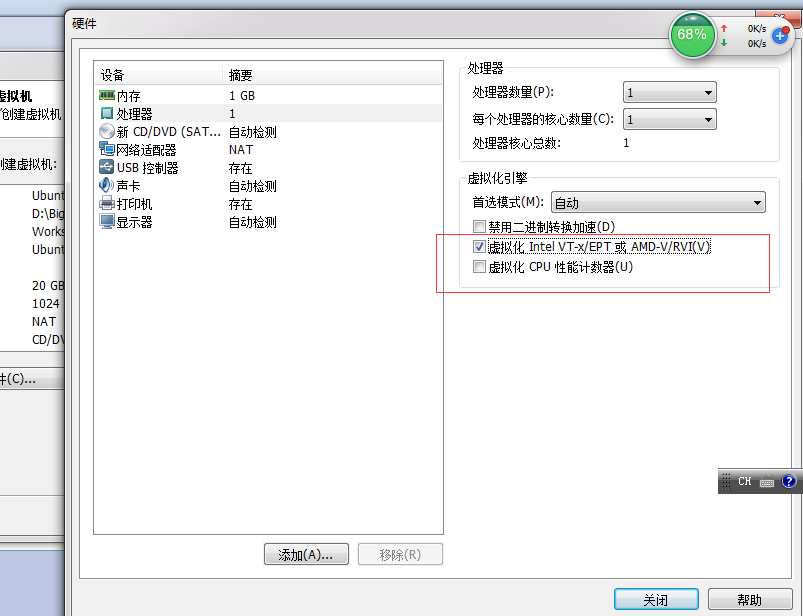 硬件
68%
0K/s
0K/s
设备 摘要
内存 1 GB
处理器 1
新 CD/DVD (SAT... 自动检测
网络适配器 NAT
USB 控制器 存在
声卡 自动检测
打印机 存在
显示器 自动检测
添加(A)...
移除(R)
处理器
处理器数量(P): 1
每个处理器的核心数量(C): 1
处理器核心总数: 1
虚拟化引擎
首选模式(M): 自动
禁用二进制转换加速(D)
虚拟化 Intel VT-x/EPT 或 AMD-V/RVI(V)
虚拟化 CPU 性能计数器(U)
关闭
帮助
虚拟机
创建虚拟机
创建虚拟机:
Ubunt
D:\Big
Works
Ubunt
20 GB
1024
NAT
CD/DV
件(C)...
CH